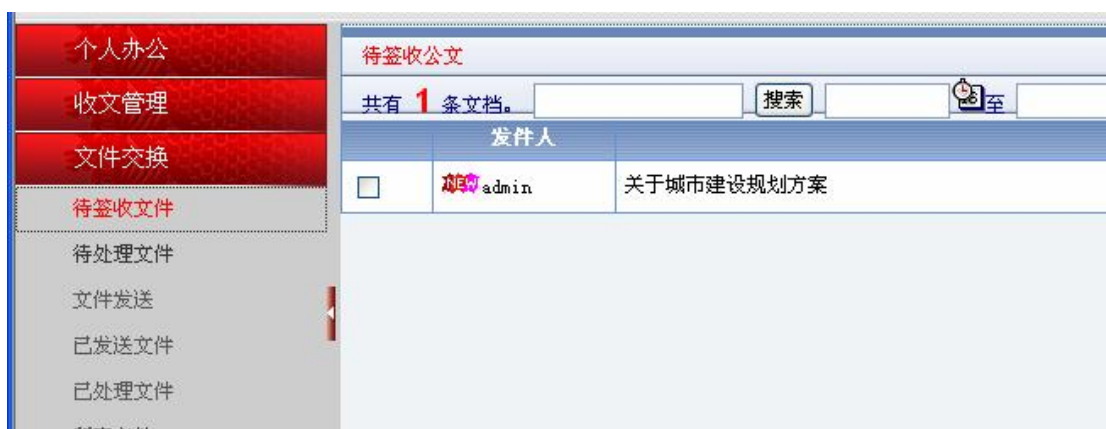 个人办公
收文管理
文件交换
待签收文件
待处理文件
文件发送
已发送文件
已处理文件
待签收公文
共有 1 条文档。 搜索 至
发件人
NEW admin 关于城市建设规划方案